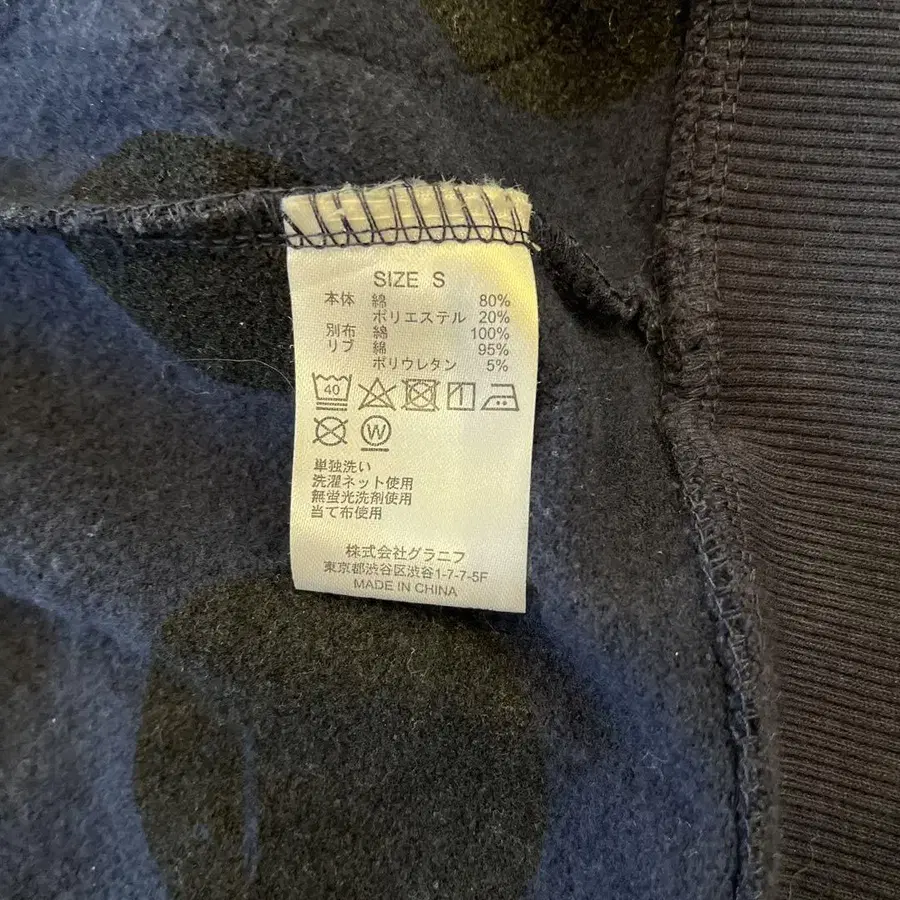 SIZE S
本体 綿 80%
ポリエステル 20%
別布 綿 100%
リブ 綿 95%
ポリウレタン 5%
40
W
単独洗い
洗濯ネット使用
無蛍光洗剤使用
当て布使用
株式会社グラニフ
東京都渋谷区渋谷1-7-7-5F
MADE IN CHINA